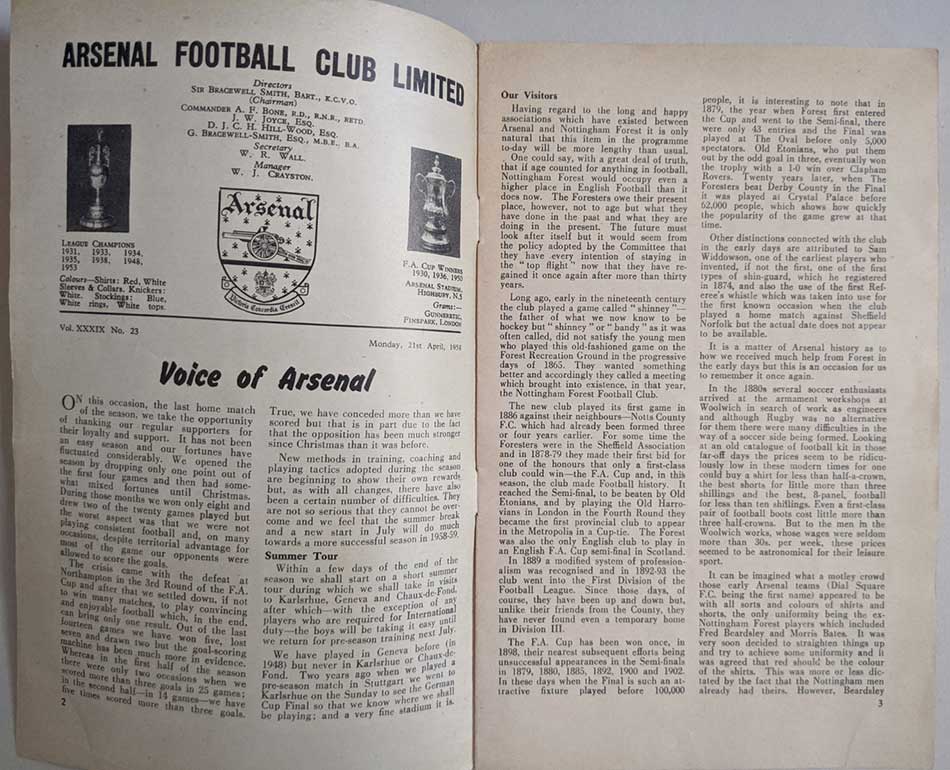 ARSENAL FOOTBALL CLUB LIMITED
Directors
SIR BRACEWELL SMITH, BART., K.C.V.O.
(Chairman)
COMMANDER A. F. BONE, R.D., R.N.R., RETD.
J. W. JOYCE, ESQ.
D. J. C. H. HILL-WOOD, ESQ.
G. BRACEWELL-SMITH, ESQ., M.B.E., B.A.
Secretary
W. R. WALL.
Manager
W. J. CRAYSTON.
LEAGUE CHAMPIONS
1931, 1933, 1934,
1935, 1938, 1948,
1953
Colours—Shirts: Red, White
Sleeves & Collars. Knickers:
White. Stockings: Blue,
White rings, White tops.
Arsenal
Victoria Concordia Crescit
F.A. CUP WINNERS
1930, 1936, 1950
ARSENAL STADIUM,
HIGHBURY, N.5
Grams:—
GUNNERETIC,
FINSPARK, LONDON
Vol. XXXIX No. 23
Monday, 21st April, 1958
Voice of Arsenal
ON this occasion, the last home match
of the season, we take the opportunity
of thanking our regular supporters for
their loyalty and support. It has not been
an easy season and our fortunes have
fluctuated considerably. We opened the
season by dropping only one point out of
the first four games and then had some-
what mixed fortunes until Christmas.
During those months we won only eight and
drew two of the twenty games played but
the worst aspect was that we were not
playing consistent football and, on many
occasions, despite territorial advantage for
most of the game our opponents were
allowed to score the goals.
The crisis came with the defeat at
Northampton in the 3rd Round of the F.A.
Cup and after that we settled down, if not
to win many matches, to play convincing
and enjoyable football which, in the end,
can bring only one result. Out of the last
fourteen games we have won five, lost
seven and drawn two but the goal-scoring
machine has been much more in evidence.
Whereas in the first half of the season
there were only two occasions when we
scored more than three goals in 25 games;
in the second half—in 14 games—we have
five times scored more than three goals.
2
True, we have conceded more than we have
scored but that is in part due to the fact
that the opposition has been much stronger
since Christmas than it was before.
New methods in training, coaching and
playing tactics adopted during the season
are beginning to show their own rewards
but, as with all changes, there have also
been a certain number of difficulties. They
are not so serious that they cannot be over-
come and we feel that the summer break
and a new start in July will do much
towards a more successful season in 1958-59.
Summer Tour
Within a few days of the end of the
season we shall start on a short summer
tour during which we shall take in visits
to Karlsrhue, Geneva and Chaux-de-Fond,
after which—with the exception of any
players who are required for International
duty—the boys will be taking it easy until
we return for pre-season training next July.
We have played in Geneva before (in
1948) but never in Karlsrhue or Chaux-de-
Fond. Two years ago when we played a
pre-season match in Stuttgart we went to
Karlsrhue on the Sunday to see the German
Cup Final so that we know where we shall
be playing; and a very fine stadium it is.
Our Visitors
Having regard to the long and happy
associations which have existed between
Arsenal and Nottingham Forest it is only
natural that this item in the programme
to-day will be more lengthy than usual.
One could say, with a great deal of truth,
that if age counted for anything in football,
Nottingham Forest would occupy even a
higher place in English Football than it
does now. The Foresters owe their present
place, however, not to age but what they
have done in the past and what they are
doing in the present. The future must
look after itself but it would seem from
the policy adopted by the Committee that
they have every intention of staying in
the "top flight" now that they have re-
gained it once again after more than thirty
years.
Long ago, early in the nineteenth century
the club played a game called "shinney"—
the father of what we now know to be
hockey but "shinney" or "bandy" as it was
often called, did not satisfy the young men
who played this old-fashioned game on the
Forest Recreation Ground in the progressive
days of 1865. They wanted something
better and accordingly they called a meeting
which brought into existence, in that year,
the Nottingham Forest Football Club.
The new club played its first game in
1886 against their neighbours—Notts County
F.C. which had already been formed three
or four years earlier. For some time the
Foresters were in the Sheffield Association
and in 1878-79 they made their first bid for
one of the honours that only a first-class
club could win—the F.A. Cup and, in this
season, the club made Football history. It
reached the Semi-final, to be beaten by Old
Etonians, and by playing the Old Harro-
vians in London in the Fourth Round they
became the first provincial club to appear
in the Metropolis in a Cup-tie. The Forest
was also the only English club to play in
an English F.A. Cup semi-final in Scotland.
In 1889 a modified system of profession-
alism was recognised and in 1892-93 the
club went into the First Division of the
Football League. Since those days, of
course, they have been up and down but,
unlike their friends from the County, they
have never found even a temporary home
in Division III.
The F.A. Cup has been won once, in
1898, their nearest subsequent efforts being
unsuccessful appearances in the Semi-finals
in 1879, 1880, 1885, 1892, 1900 and 1902.
In these days when the Final is such an at-
tractive fixture played before 100,000
people, it is interesting to note that in
1879, the year when Forest first entered
the Cup and went to the Semi-final, there
were only 43 entries and the Final was
played at The Oval before only 5,000
spectators. Old Etonians, who put them
out by the odd goal in three, eventually won
the trophy with a 1-0 win over Clapham
Rovers. Twenty years later, when The
Foresters beat Derby County in the Final
it was played at Crystal Palace before
62,000 people, which shows how quickly
the popularity of the game grew at that
time.
Other distinctions connected with the club
in the early days are attributed to Sam
Widdowson, one of the earliest players who
invented, if not the first, one of the first
types of shin-guard, which he registered
in 1874, and also the use of the first Ref-
eree's whistle which was taken into use for
the first known occasion when the club
played a home match against Sheffield
Norfolk but the actual date does not appear
to be available.
It is a matter of Arsenal history as to
how we received much help from Forest in
the early days but this is an occasion for us
to remember it once again.
In the 1880s several soccer enthusiasts
arrived at the armament workshops at
Woolwich in search of work as engineers
and although Rugby was no alternative
for them there were many difficulties in the
way of a soccer side being formed. Looking
at an old catalogue of football kit in those
far-off days the prices seem to be ridicu-
lously low in these modern times for one
could buy a shirt for less than half-a-crown,
the best shorts for little more than three
shillings and the best, 8-panel, football
for less than ten shillings. Even a first-class
pair of football boots cost little more than
three half-crowns. But to the men in the
Woolwich works, whose wages were seldom
more than 30s. per week, these prices
seemed to be astronomical for their leisure
sport.
It can be imagined what a motley crowd
those early Arsenal teams (Dial Square
F.C. being the first name) appeared to be
with all sorts and colours of shirts and
shorts, the only uniformity being the ex-
Nottingham Forest players which included
Fred Beardsley and Morris Bates. It was
very soon decided to straighten things up
and try to achieve some uniformity and it
was agreed that red should be the colour
of the shirts. This was more or less dic-
tated by the fact that the Nottingham men
already had theirs. However, Beardsley
3